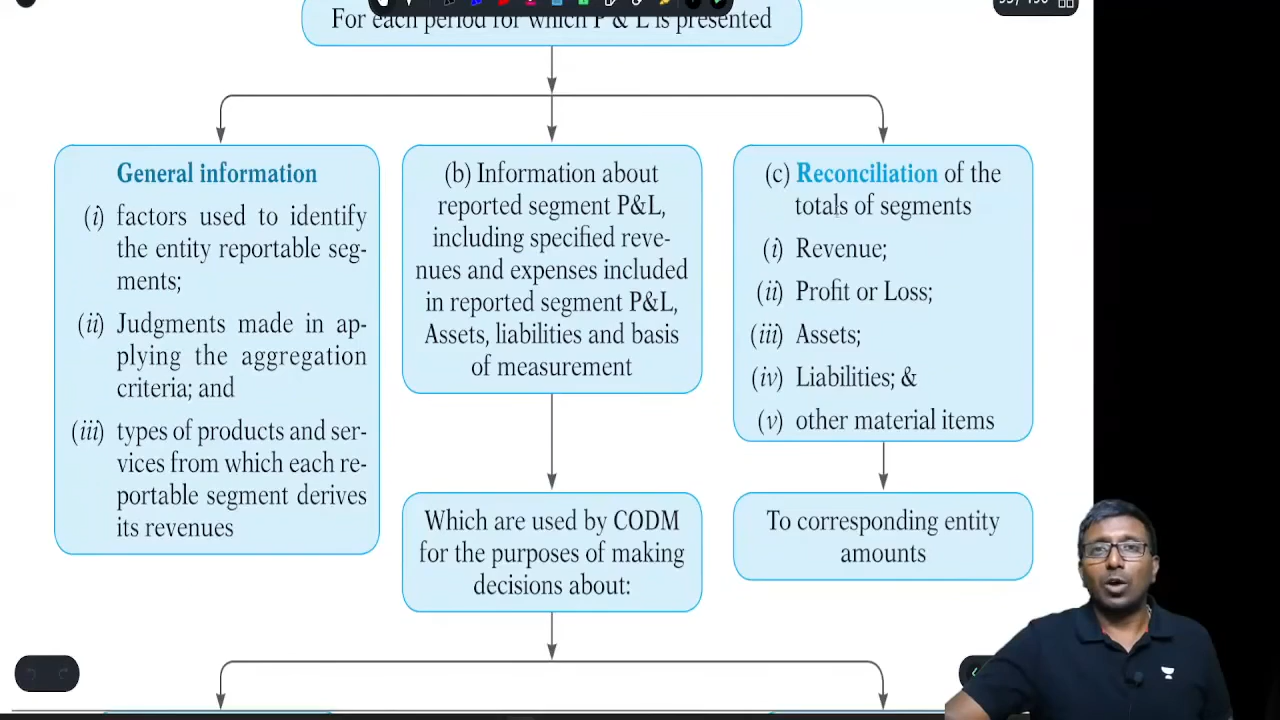 For each period for which P & L is presented
General information
(i) factors used to identify
the entity reportable seg-
ments;
(ii) Judgments made in ap-
plying the aggregation
criteria; and
(iii) types of products and ser-
vices from which each re-
portable segment derives
its revenues
(b) Information about
reported segment P&L,
including specified reve-
nues and expenses included
in reported segment P&L,
Assets, liabilities and basis
of measurement
(c) Reconciliation of the
totals of segments
(i) Revenue;
(ii) Profit or Loss;
(iii) Assets;
(iv) Liabilities; &
(v) other material items
Which are used by CODM
for the purposes of making
decisions about:
To corresponding entity
amounts